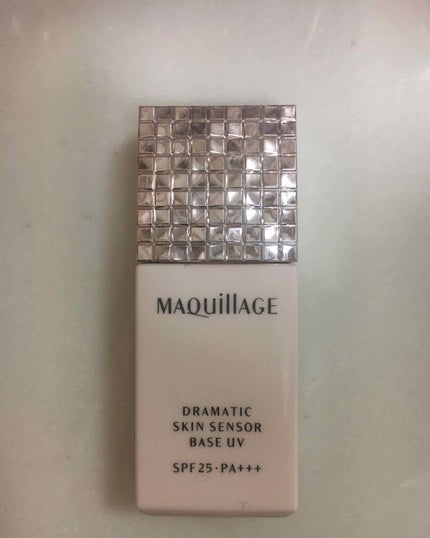 MAQuillAGE
DRAMATIC
SKIN SENSOR
BASE UV
SPF25·PA+++